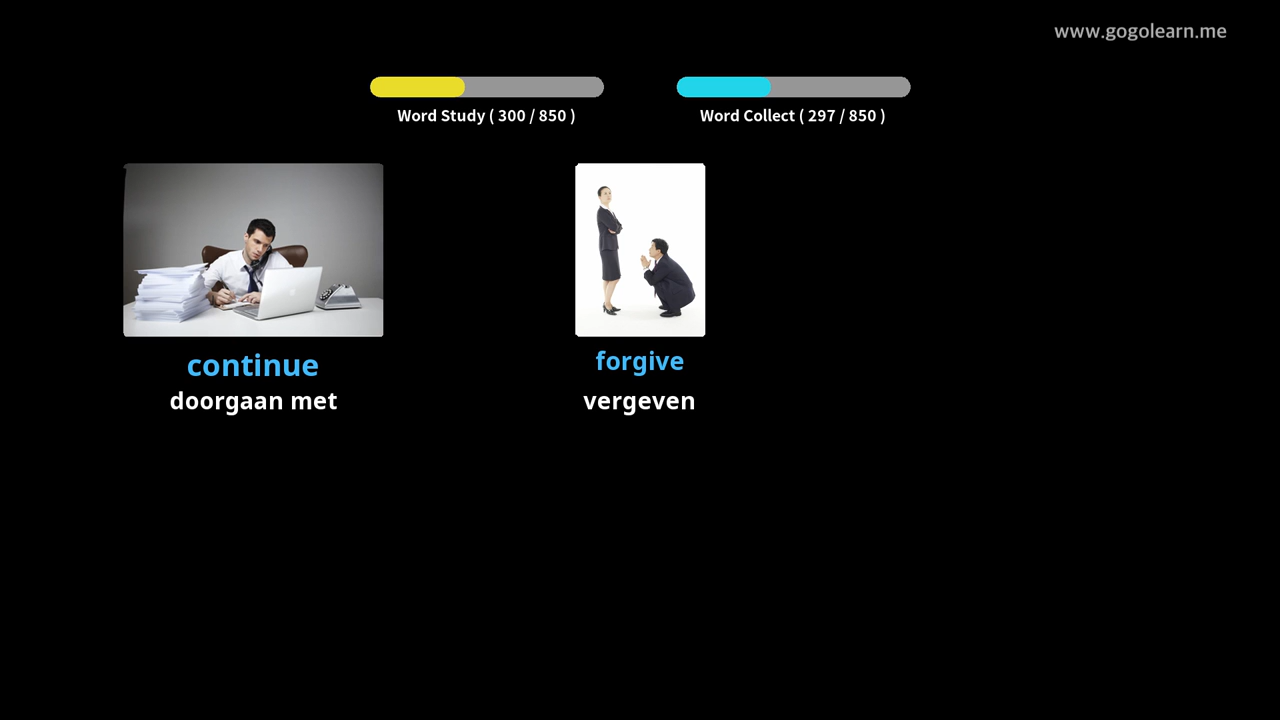 www.gogolearn.me
Word Study ( 300 / 850 )
Word Collect ( 297 / 850 )
continue
doorgaan met
forgive
vergeven